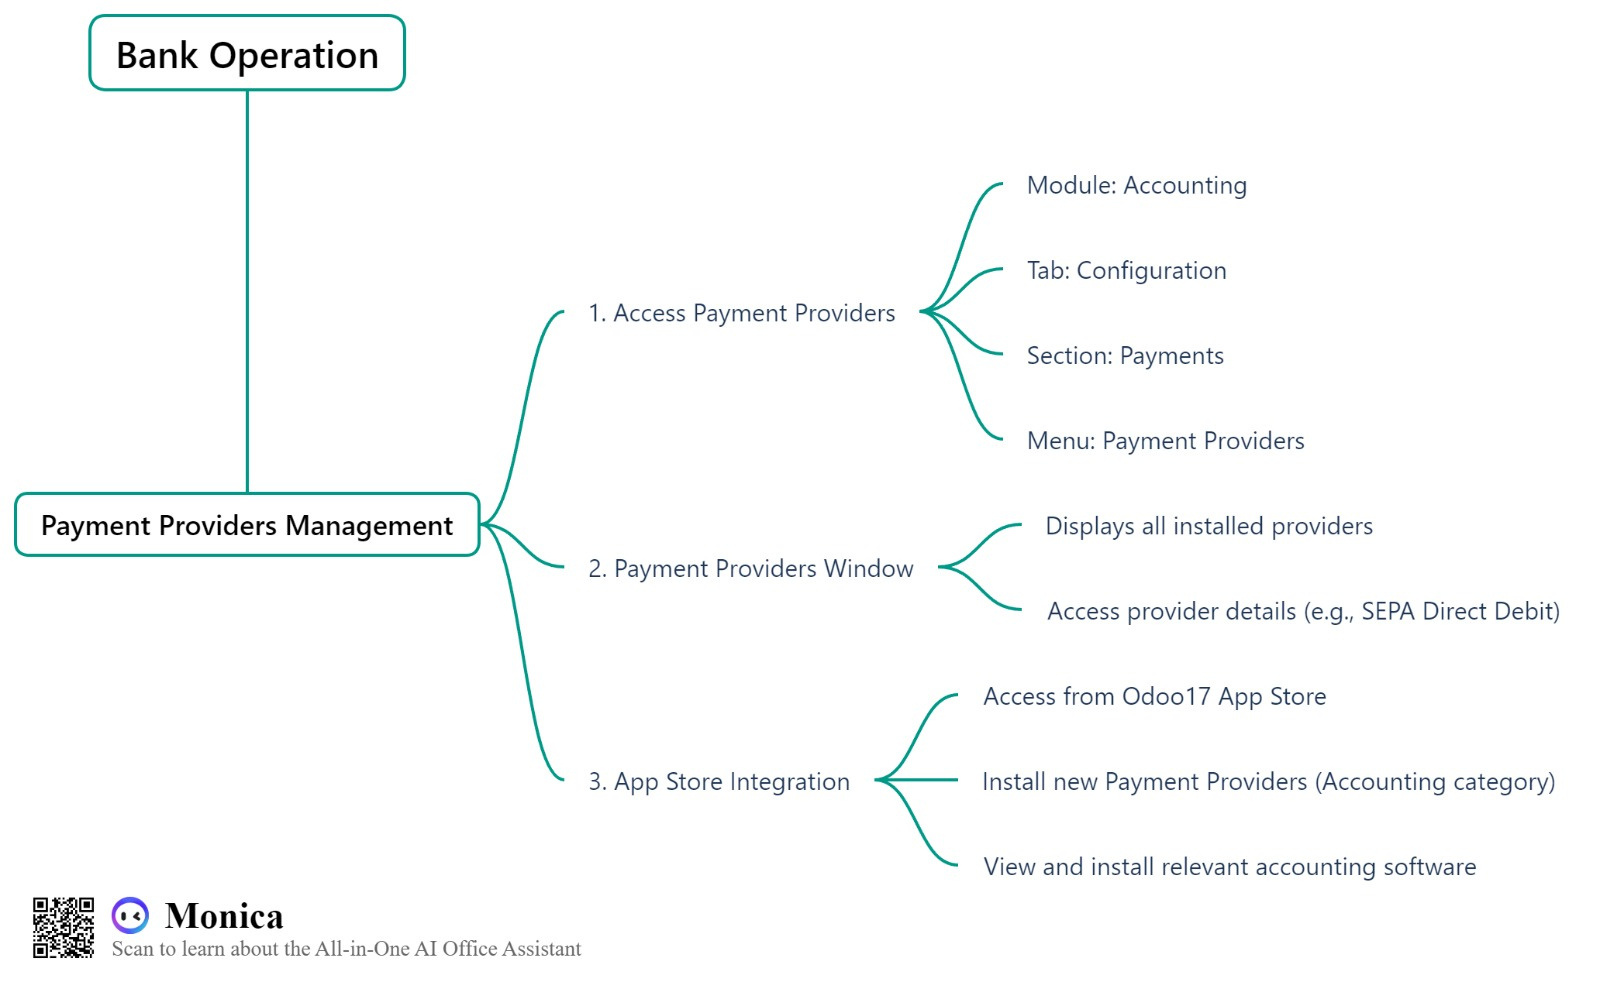 Bank Operation
Payment Providers Management
1. Access Payment Providers
Module: Accounting
Tab: Configuration
Section: Payments
Menu: Payment Providers
2. Payment Providers Window
Displays all installed providers
Access provider details (e.g., SEPA Direct Debit)
3. App Store Integration
Access from Odoo17 App Store
Install new Payment Providers (Accounting category)
View and install relevant accounting software
Monica
Scan to learn about the All-in-One AI Office Assistant